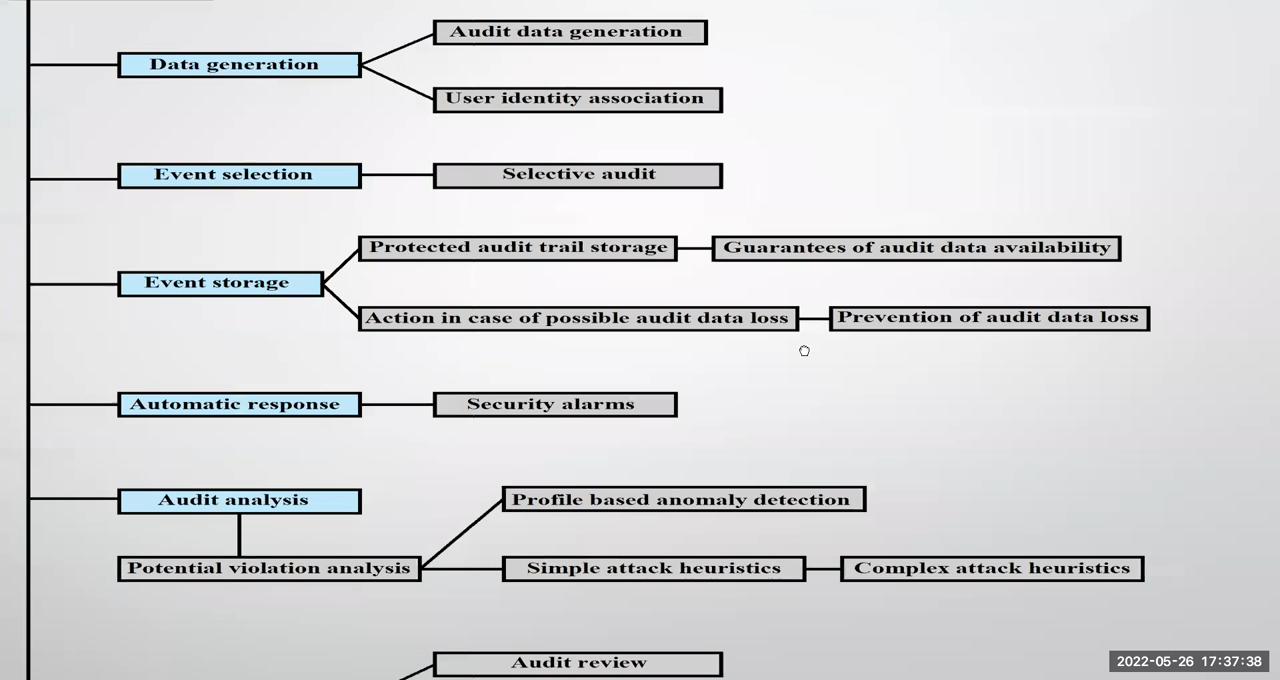 Audit data generation
Data generation
User identity association
Event selection
Selective audit
Protected audit trail storage
Guarantees of audit data availability
Event storage
Action in case of possible audit data loss
Prevention of audit data loss
Automatic response
Security alarms
Audit analysis
Profile based anomaly detection
Potential violation analysis
Simple attack heuristics
Complex attack heuristics
Audit review
2022-05-26 17:37:38